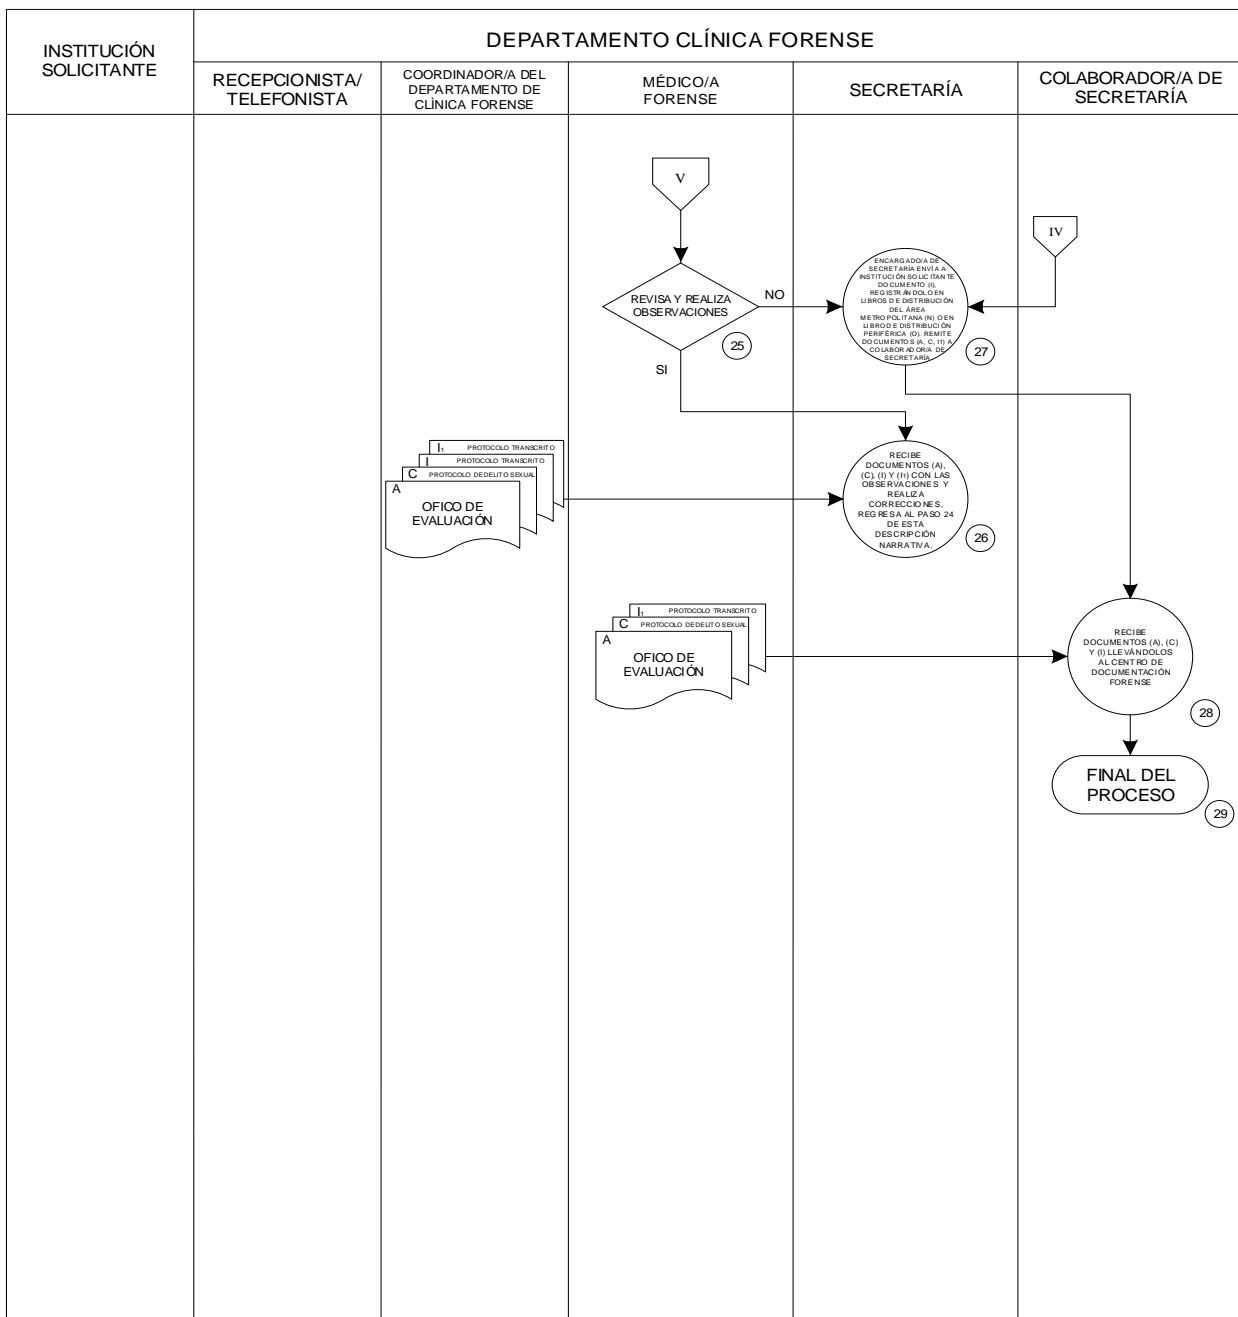 INSTITUCIÓN
SOLICITANTE
DEPARTAMENTO CLÍNICA FORENSE
RECEPCIONISTA/
TELEFONISTA
COORDINADOR/A DEL
DEPARTAMENTO DE
CLÌNICA FORENSE
MÉDICO/A
FORENSE
SECRETARÍA
COLABORADOR/A DE
SECRETARÍA
V
IV
REVISA Y REALIZA
OBSERVACIONES
NO
25
SI
ENCARGADO/A DE
SECRETARÍA ENVÍA A
INSTITUCIÓN SOLICITANTE
DOCUMENTO (I),
REGISTRÁNDOLO EN
LIBROS DE DISTRIBUCIÓN
DEL ÁREA
METROPOLITANA (N) O EN
LIBRO DE DISTRIBUCIÓN
PERIFÉRICA (O). REMITE
DOCUMENTOS (A, C, I1) A
COLABORADOR/A DE
SECRETARÍA
27
I1 PROTOCOLO TRANSCRITO
I PROTOCOLO TRANSCRITO
C PROTOCOLO DE DELITO SEXUAL
A
OFICO DE
EVALUACIÓN
RECIBE
DOCUMENTOS (A),
(C), (I) Y (I1) CON LAS
OBSERVACIONES Y
REALIZA
CORRECCIONES,
REGRESA AL PASO 24
DE ESTA
DESCRIPCIÓN
NARRATIVA.
26
I1 PROTOCOLO TRANSCRITO
C PROTOCOLO DE DELITO SEXUAL
A
OFICO DE
EVALUACIÓN
RECIBE
DOCUMENTOS (A), (C)
Y (I) LLEVÁNDOLOS
AL CENTRO DE
DOCUMENTACIÓN
FORENSE
28
FINAL DEL
PROCESO
29